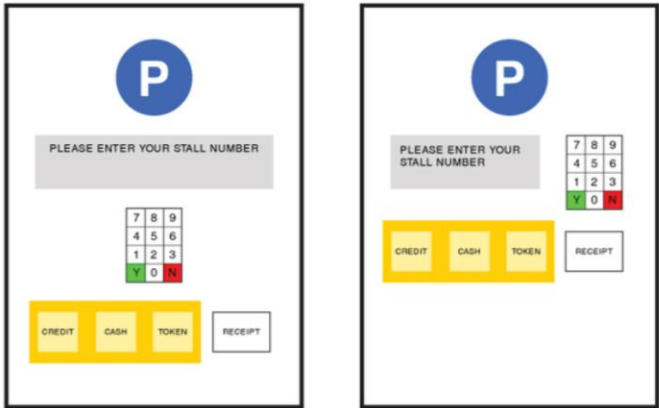 P
PLEASE ENTER YOUR STALL NUMBER
7 8 9
4 5 6
1 2 3
Y 0 N
CREDIT CASH TOKEN RECEIPT
P
PLEASE ENTER YOUR
STALL NUMBER
7 8 9
4 5 6
1 2 3
Y 0 N
CREDIT CASH TOKEN RECEIPT